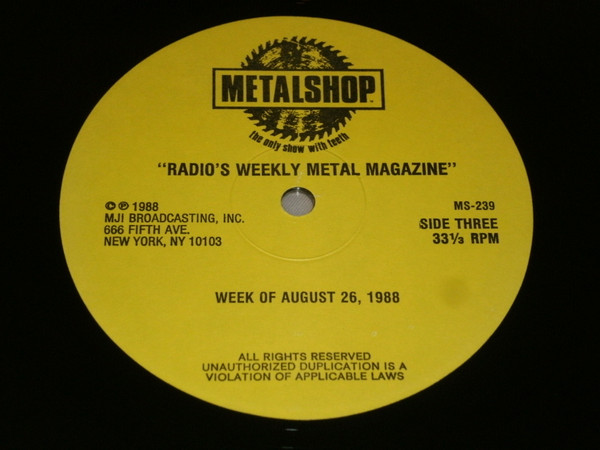 METALSHOP™
the only show with teeth
"RADIO'S WEEKLY METAL MAGAZINE"
© ℗ 1988
MJI BROADCASTING, INC.
666 FIFTH AVE.
NEW YORK, NY 10103
MS-239
SIDE THREE
33⅓ RPM
WEEK OF AUGUST 26, 1988
ALL RIGHTS RESERVED
UNAUTHORIZED DUPLICATION IS A
VIOLATION OF APPLICABLE LAWS